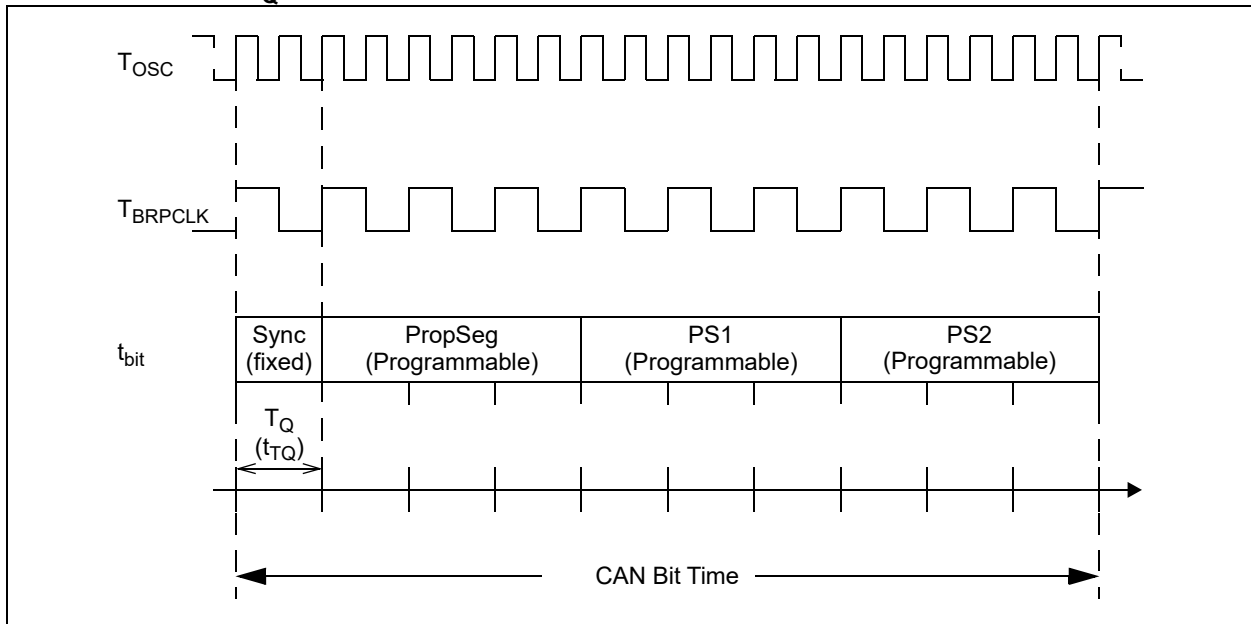 Q
TOSC
TBRPCLK
tbit
Sync
(fixed)
PropSeg
(Programmable)
PS1
(Programmable)
PS2
(Programmable)
TQ
(tTQ)
CAN Bit Time